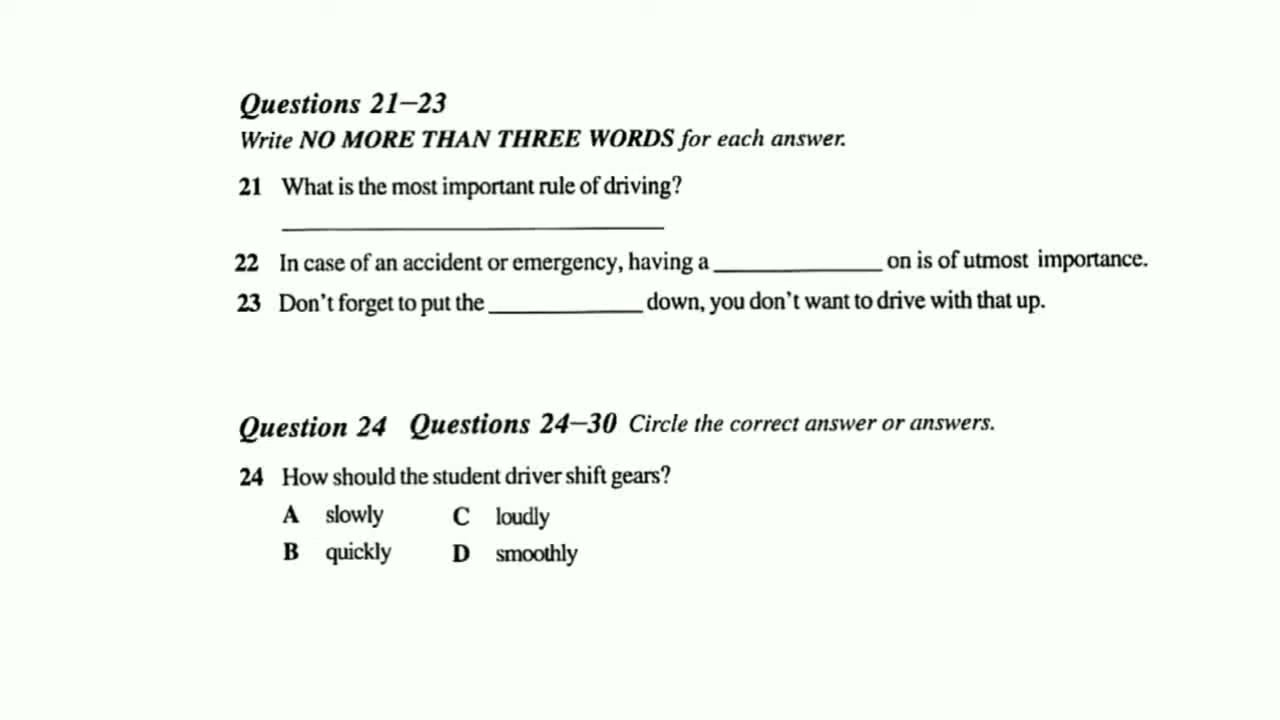 Questions 21–23
Write NO MORE THAN THREE WORDS for each answer.
21 What is the most important rule of driving?
22 In case of an accident or emergency, having a ____________ on is of utmost importance.
23 Don't forget to put the ____________ down, you don't want to drive with that up.
Question 24 Questions 24–30 Circle the correct answer or answers.
24 How should the student driver shift gears?
A slowly C loudly
B quickly D smoothly